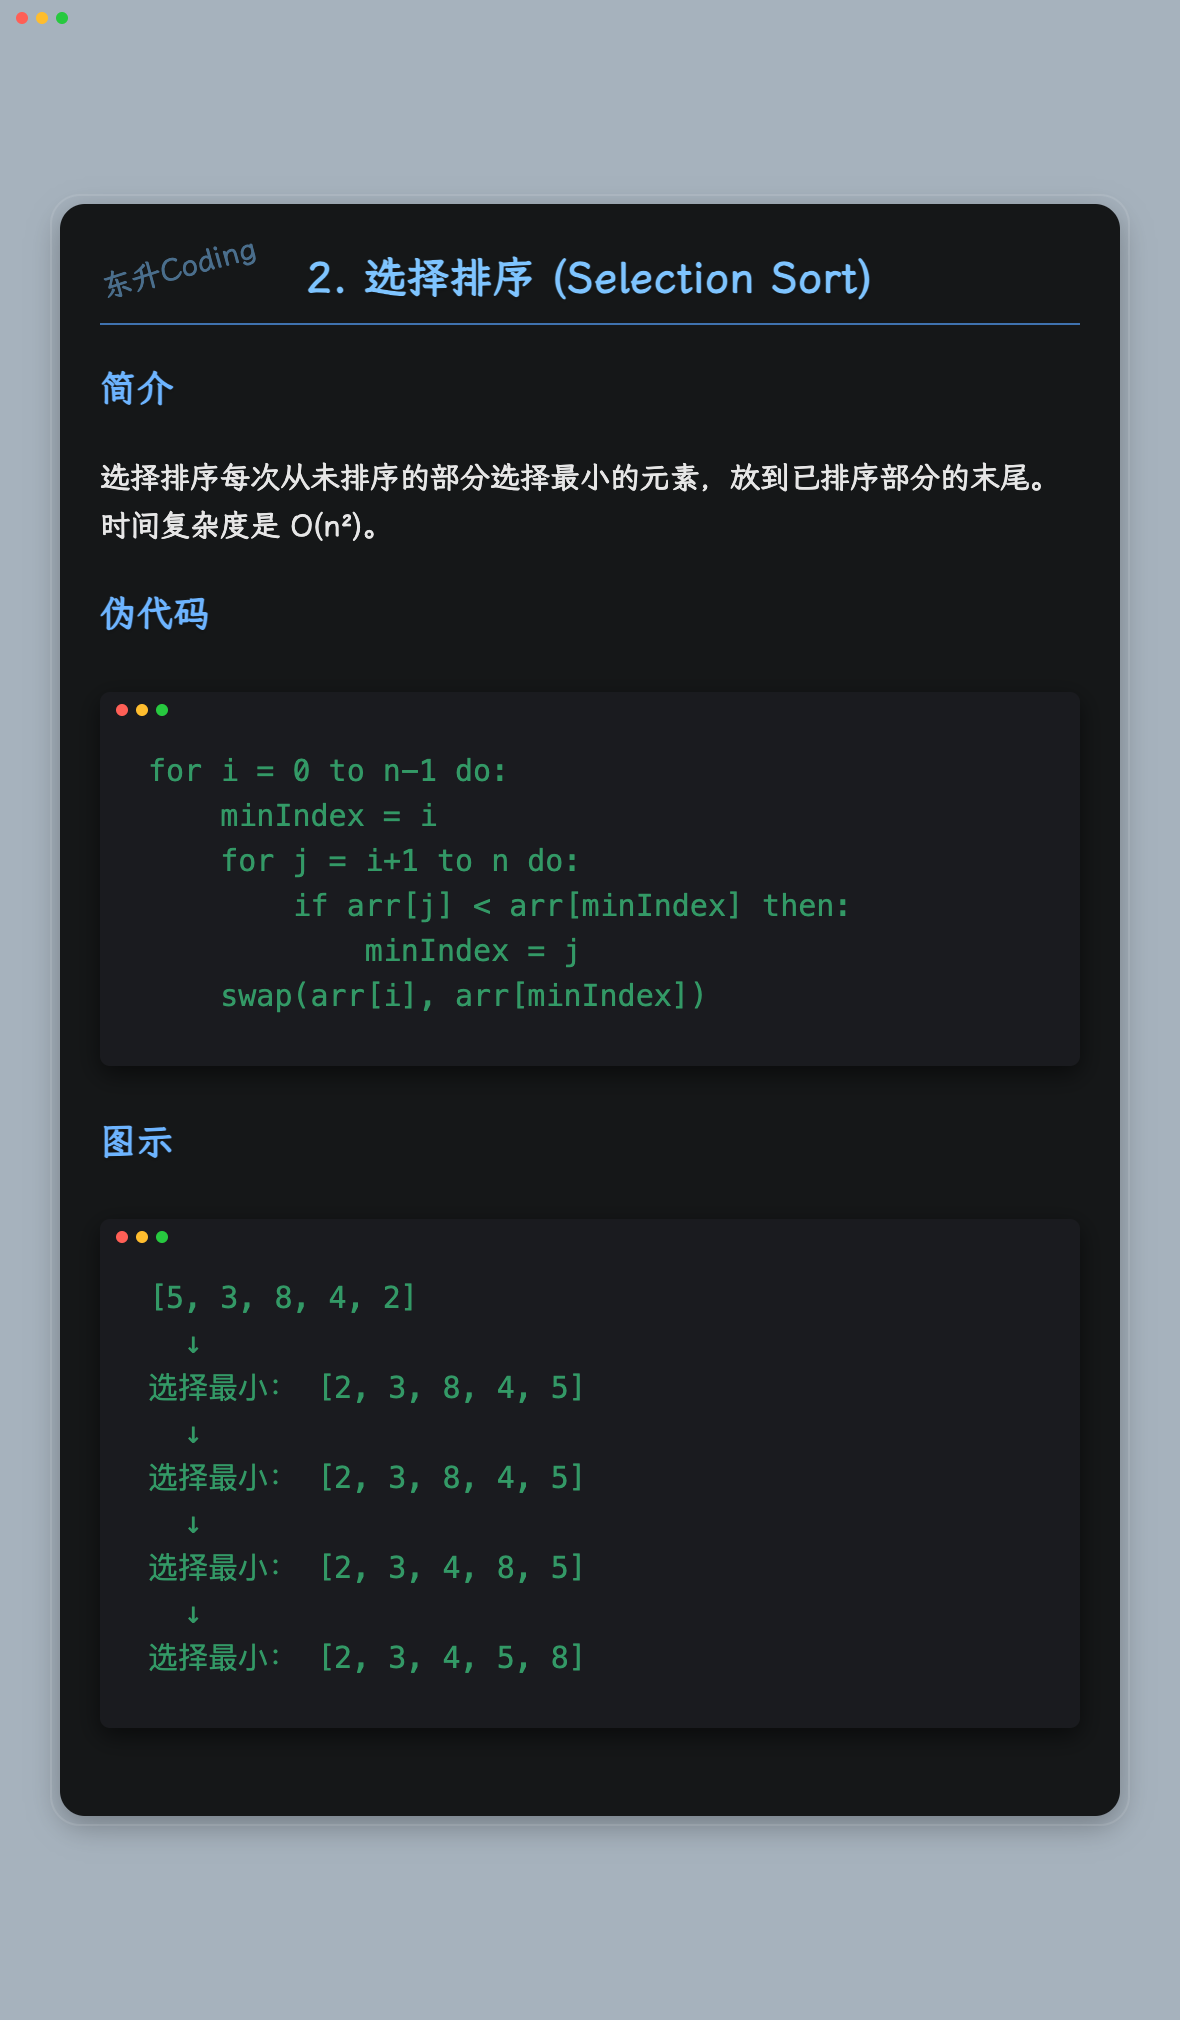 东升Coding
2. 选择排序 (Selection Sort)
简介
选择排序每次从未排序的部分选择最小的元素，放到已排序部分的末尾。
时间复杂度是 O(n²)。
伪代码
for i = 0 to n-1 do:
    minIndex = i
    for j = i+1 to n do:
        if arr[j] < arr[minIndex] then:
            minIndex = j
    swap(arr[i], arr[minIndex])
图示
[5, 3, 8, 4, 2]
  ↓
选择最小： [2, 3, 8, 4, 5]
  ↓
选择最小： [2, 3, 8, 4, 5]
  ↓
选择最小： [2, 3, 4, 8, 5]
  ↓
选择最小： [2, 3, 4, 5, 8]